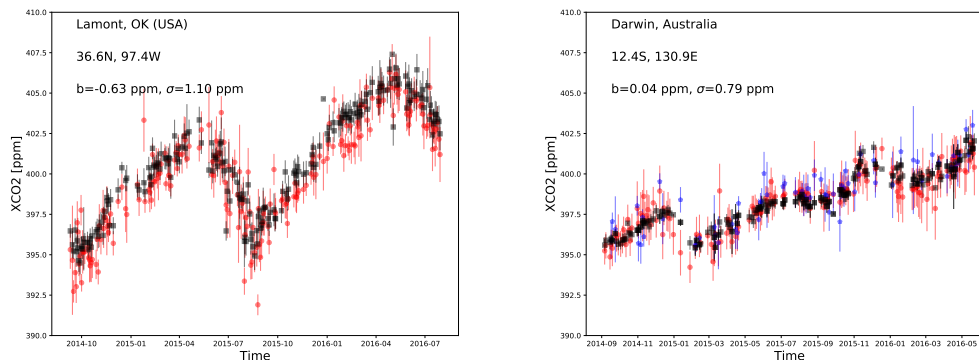 Lamont, OK (USA)
36.6N, 97.4W
b=-0.63 ppm, σ=1.10 ppm
XCO2 [ppm]
410.0
407.5
405.0
402.5
400.0
397.5
395.0
392.5
390.0
2014-10 2015-01 2015-04 2015-07 2015-10 2016-01 2016-04 2016-07
Time
Darwin, Australia
12.4S, 130.9E
b=0.04 ppm, σ=0.79 ppm
XCO2 [ppm]
410.0
407.5
405.0
402.5
400.0
397.5
395.0
392.5
390.0
2014-09 2014-11 2015-01 2015-03 2015-05 2015-07 2015-09 2015-11 2016-01 2016-03 2016-05
Time